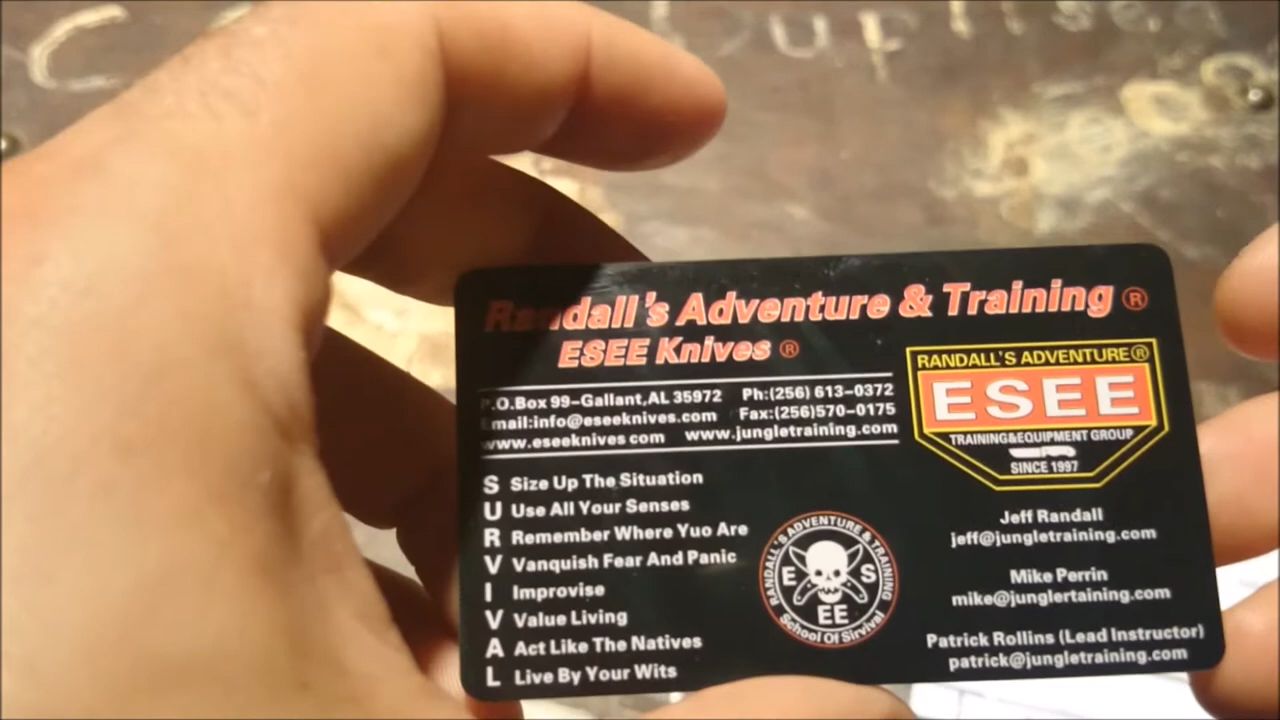 Randall's Adventure & Training ®
ESEE Knives ®
P.O.Box 99-Gallant,AL 35972 Ph:(256) 613-0372
Email:info@eseeknives.com Fax:(256)570-0175
www.eseeknives com www.jungletraining.com
RANDALL'S ADVENTURE®
ESEE
TRAINING&EQUIPMENT GROUP
SINCE 1997
S Size Up The Situation
U Use All Your Senses
R Remember Where Yuo Are
V Vanquish Fear And Panic
I Improvise
V Value Living
A Act Like The Natives
L Live By Your Wits
RANDALL'S ADVENTURE & TRAINING
E S
EE
School Of Sirvival
Jeff Randall
jeff@jungletraining.com
Mike Perrin
mike@junglertaining.com
Patrick Rollins (Lead Instructor)
patrick@jungletraining.com